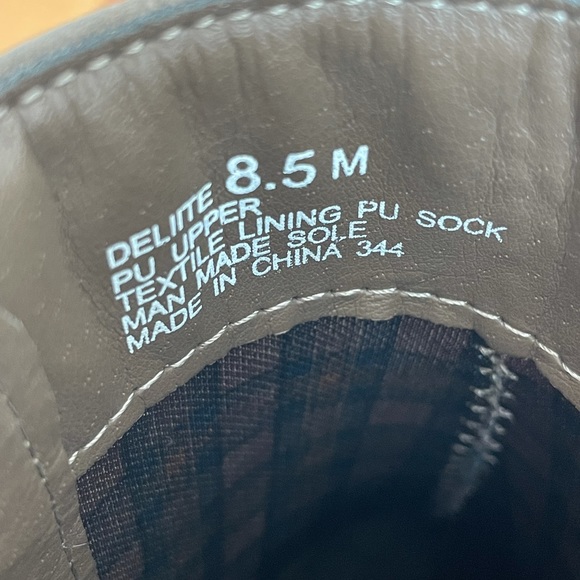 DELIITE 8.5 M
PU UPPER
TEXTILE LINING PU SOCK
MAN MADE SOLE
MADE IN CHINA 344